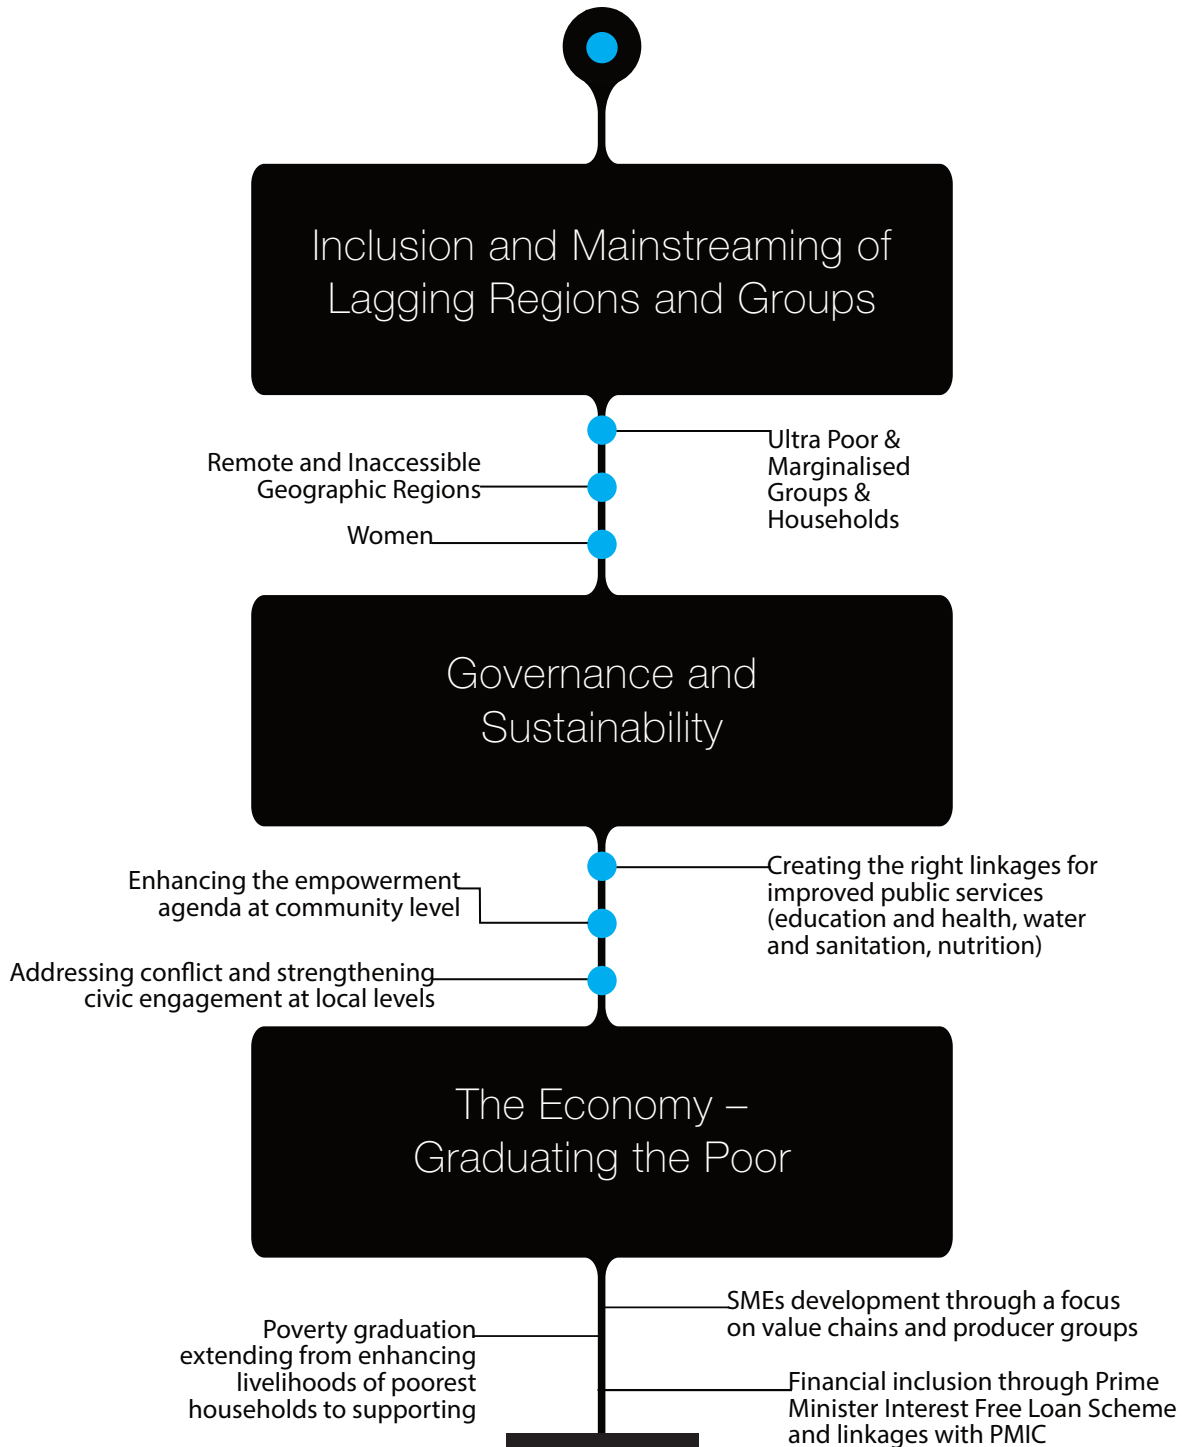 Inclusion and Mainstreaming of
Lagging Regions and Groups
Ultra Poor &
Marginalised
Groups &
Households
Remote and Inaccessible
Geographic Regions
Women
Governance and
Sustainability
Creating the right linkages for
improved public services
(education and health, water
and sanitation, nutrition)
Enhancing the empowerment
agenda at community level
Addressing conflict and strengthening
civic engagement at local levels
The Economy –
Graduating the Poor
SMEs development through a focus
on value chains and producer groups
Poverty graduation
extending from enhancing
livelihoods of poorest
households to supporting
Financial inclusion through Prime
Minister Interest Free Loan Scheme
and linkages with PMIC